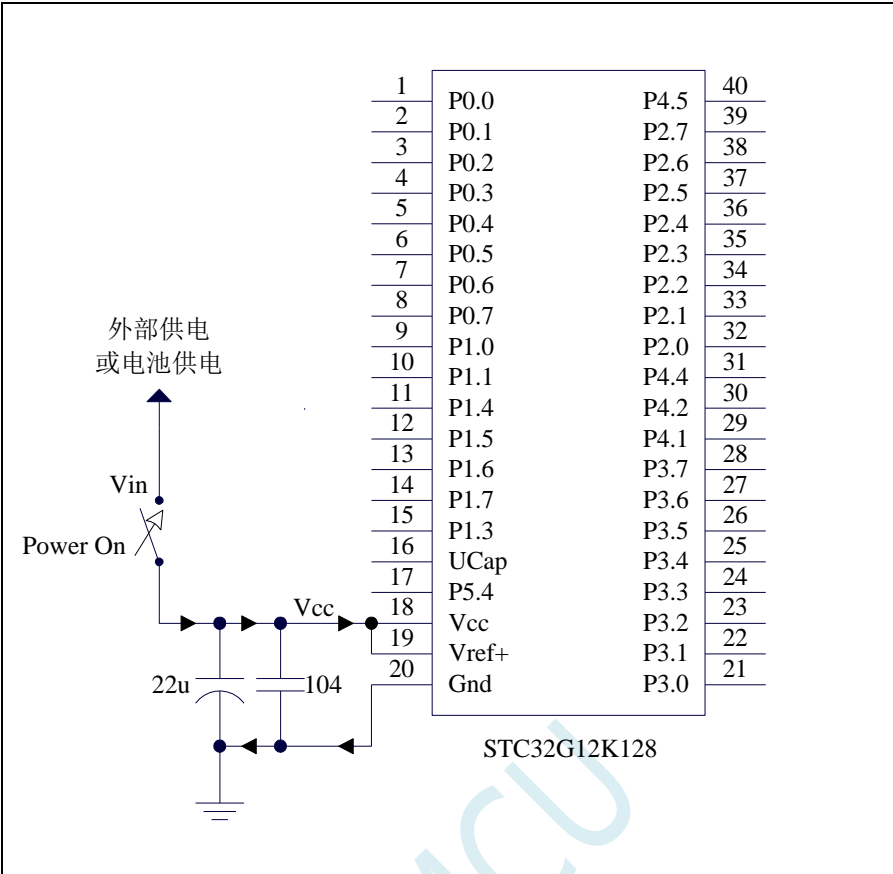 1 P0.0 P4.5 40
2 P0.1 P2.7 39
3 P0.2 P2.6 38
4 P0.3 P2.5 37
5 P0.4 P2.4 36
6 P0.5 P2.3 35
7 P0.6 P2.2 34
8 P0.7 P2.1 33
9 P1.0 P2.0 32
10 P1.1 P4.4 31
11 P1.4 P4.2 30
12 P1.5 P4.1 29
13 P1.6 P3.7 28
14 P1.7 P3.6 27
15 P1.3 P3.5 26
16 UCap P3.4 25
17 P5.4 P3.3 24
18 Vcc P3.2 23
19 Vref+ P3.1 22
20 Gnd P3.0 21
外部供电
或电池供电
Vin
Power On
Vcc
22u
104
STC32G12K128
MCU